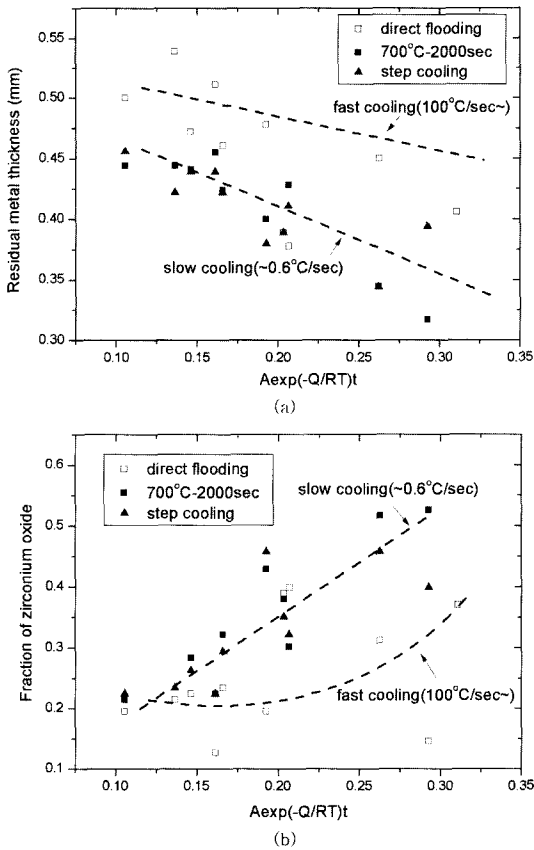 0.55
0.50
0.45
0.40
0.35
0.30
Residual metal thickness (mm)
direct flooding
700°C-2000sec
step cooling
fast cooling(100°C/sec~)
slow cooling(~0.6°C/sec)
0.10 0.15 0.20 0.25 0.30 0.35
Aexp(-Q/RT)t
(a)
0.6
0.5
0.4
0.3
0.2
0.1
0.0
Fraction of zirconium oxide
direct flooding
700°C-2000sec
step cooling
slow cooling(~0.6°C/sec)
fast cooling(100°C/sec~)
0.10 0.15 0.20 0.25 0.30 0.35
Aexp(-Q/RT)t
(b)